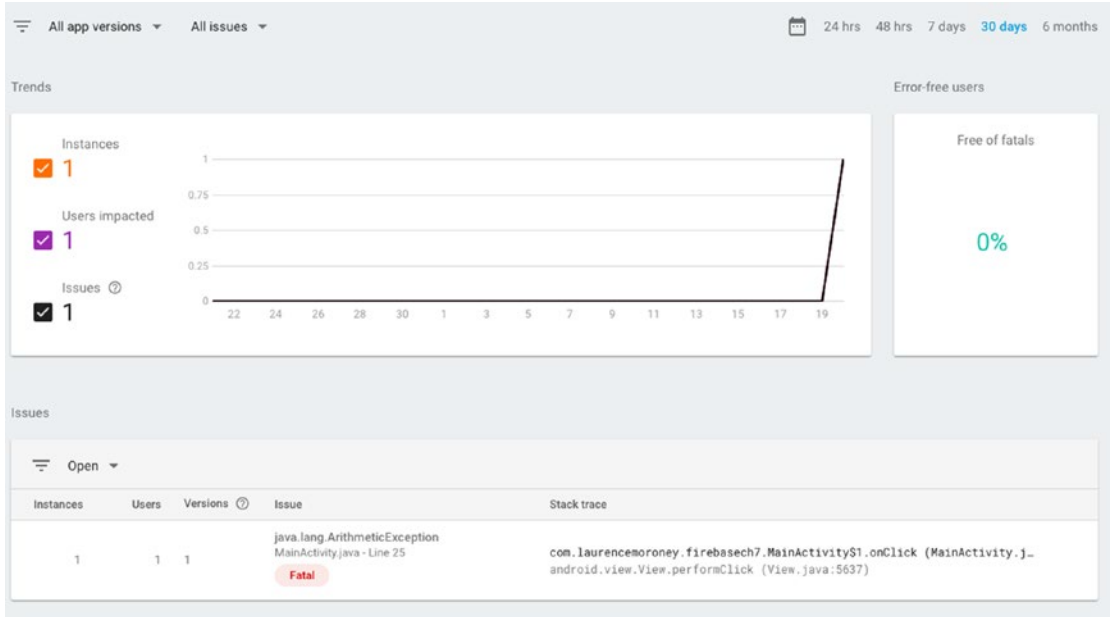 All app versions All issues 24 hrs 48 hrs 7 days 30 days 6 months
Trends Error-free users
Instances
1
Users impacted
1
Issues
1
1
0.75
0.5
0.25
0
22 24 26 28 30 1 3 5 7 9 11 13 15 17 19
Free of fatals
0%
Issues
Open
Instances Users Versions Issue Stack trace
1 1 1
java.lang.ArithmeticException
MainActivity.java - Line 25
Fatal
com.laurencemoroney.firebasech7.MainActivity$1.onClick (MainActivity.j…
android.view.View.performClick (View.java:5637)